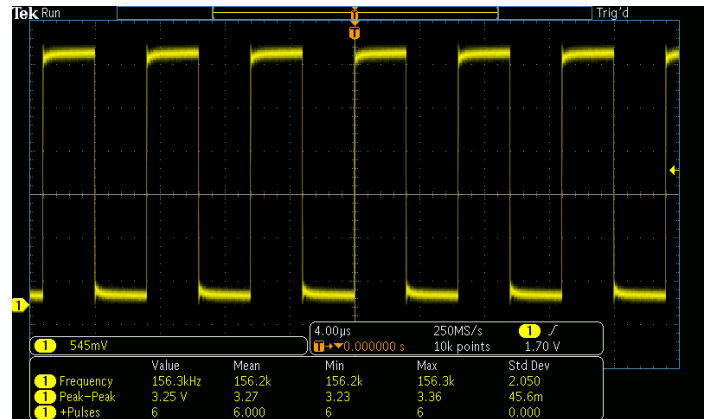 Tek Run Trig'd
T
T
1
4.00µs 250MS/s 1 ∫
1 545mV T→▼0.000000 s 10k points 1.70 V
Value Mean Min Max Std Dev
1 Frequency 156.3kHz 156.2k 156.2k 156.3k 2.050
1 Peak-Peak 3.25 V 3.27 3.23 3.36 45.6m
1 +Pulses 6 6.000 6 6 0.000